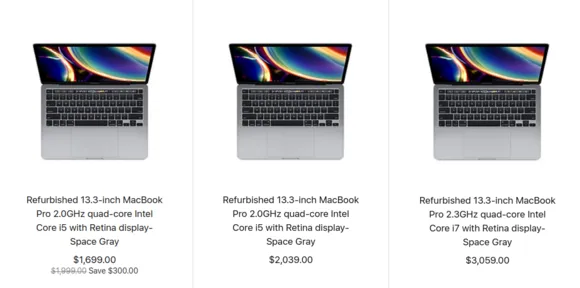 Refurbished 13.3-inch MacBook
Pro 2.0GHz quad-core Intel
Core i5 with Retina display-
Space Gray
$1,699.00
$1,999.00 Save $300.00
Refurbished 13.3-inch MacBook
Pro 2.0GHz quad-core Intel
Core i5 with Retina display-
Space Gray
$2,039.00
Refurbished 13.3-inch MacBook
Pro 2.3GHz quad-core Intel
Core i7 with Retina display-
Space Gray
$3,059.00